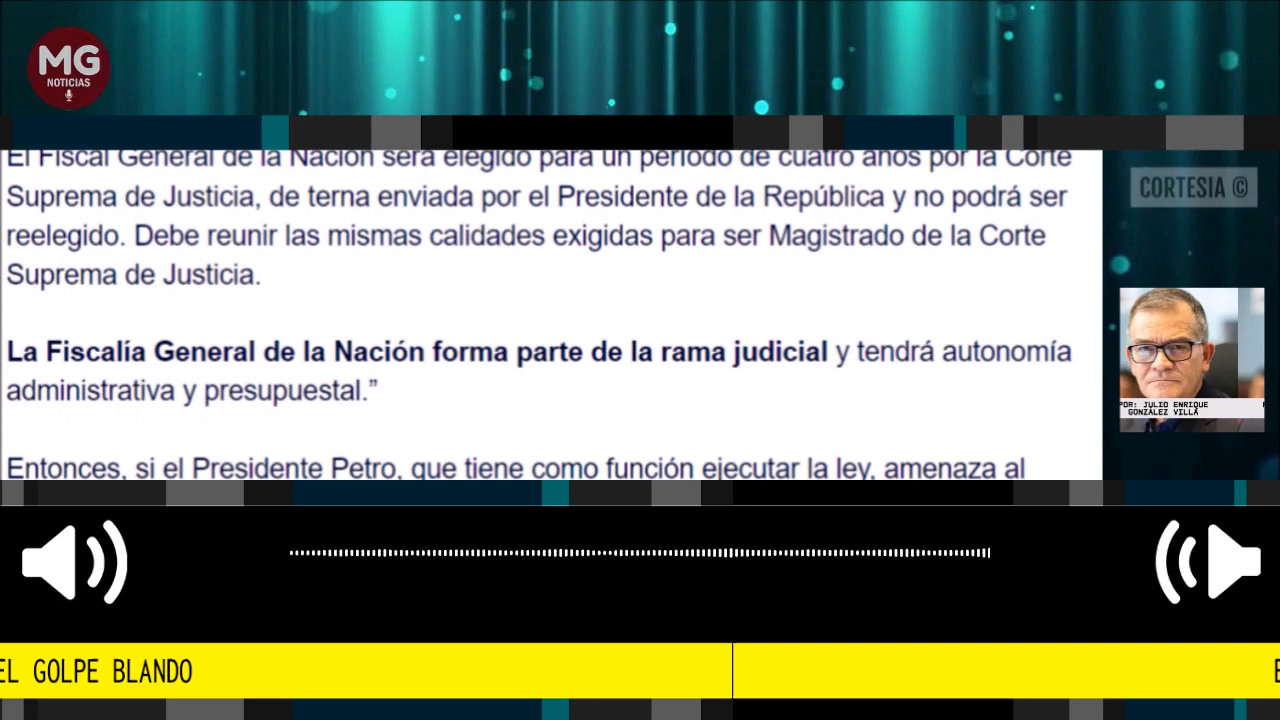 MG
NOTICIAS
El Fiscal General de la Nación será elegido para un período de cuatro años por la Corte
Suprema de Justicia, de terna enviada por el Presidente de la República y no podrá ser
reelegido. Debe reunir las mismas calidades exigidas para ser Magistrado de la Corte
Suprema de Justicia.
La Fiscalía General de la Nación forma parte de la rama judicial y tendrá autonomía
administrativa y presupuestal.”
Entonces, si el Presidente Petro, que tiene como función ejecutar la ley, amenaza al
CORTESIA ©
POR: JULIO ENRIQUE
GONZÁLEZ VILLA
EL GOLPE BLANDO